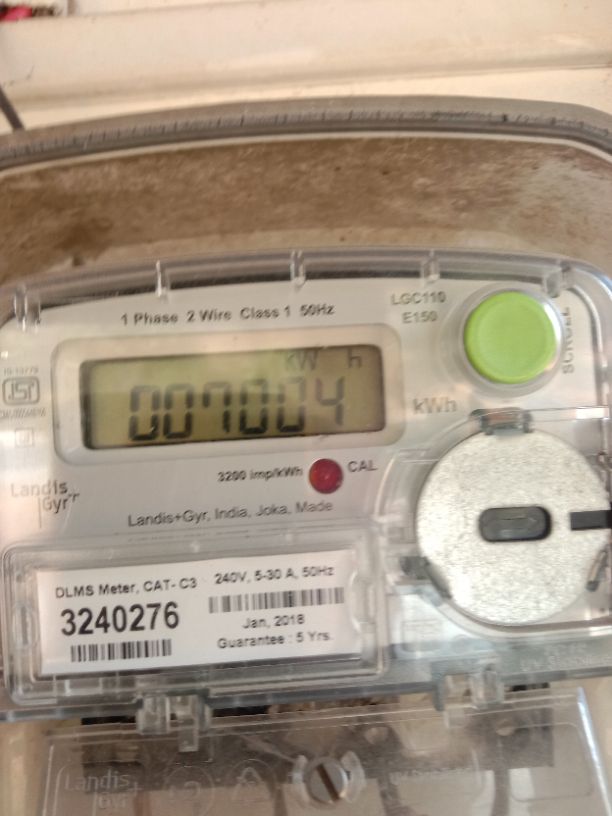 1 Phase 2 Wire Class 1 50Hz
LGC110
E150
SCROLL
kW h
007004
kWh
3200 imp/kWh
CAL
Landis
Gyr+
Landis+Gyr, India, Joka, Made
DLMS Meter, CAT- C3 240V, 5-30 A, 50Hz
3240276
Jan, 2018
Guarantee : 5 Yrs.
Landis
Gyr+